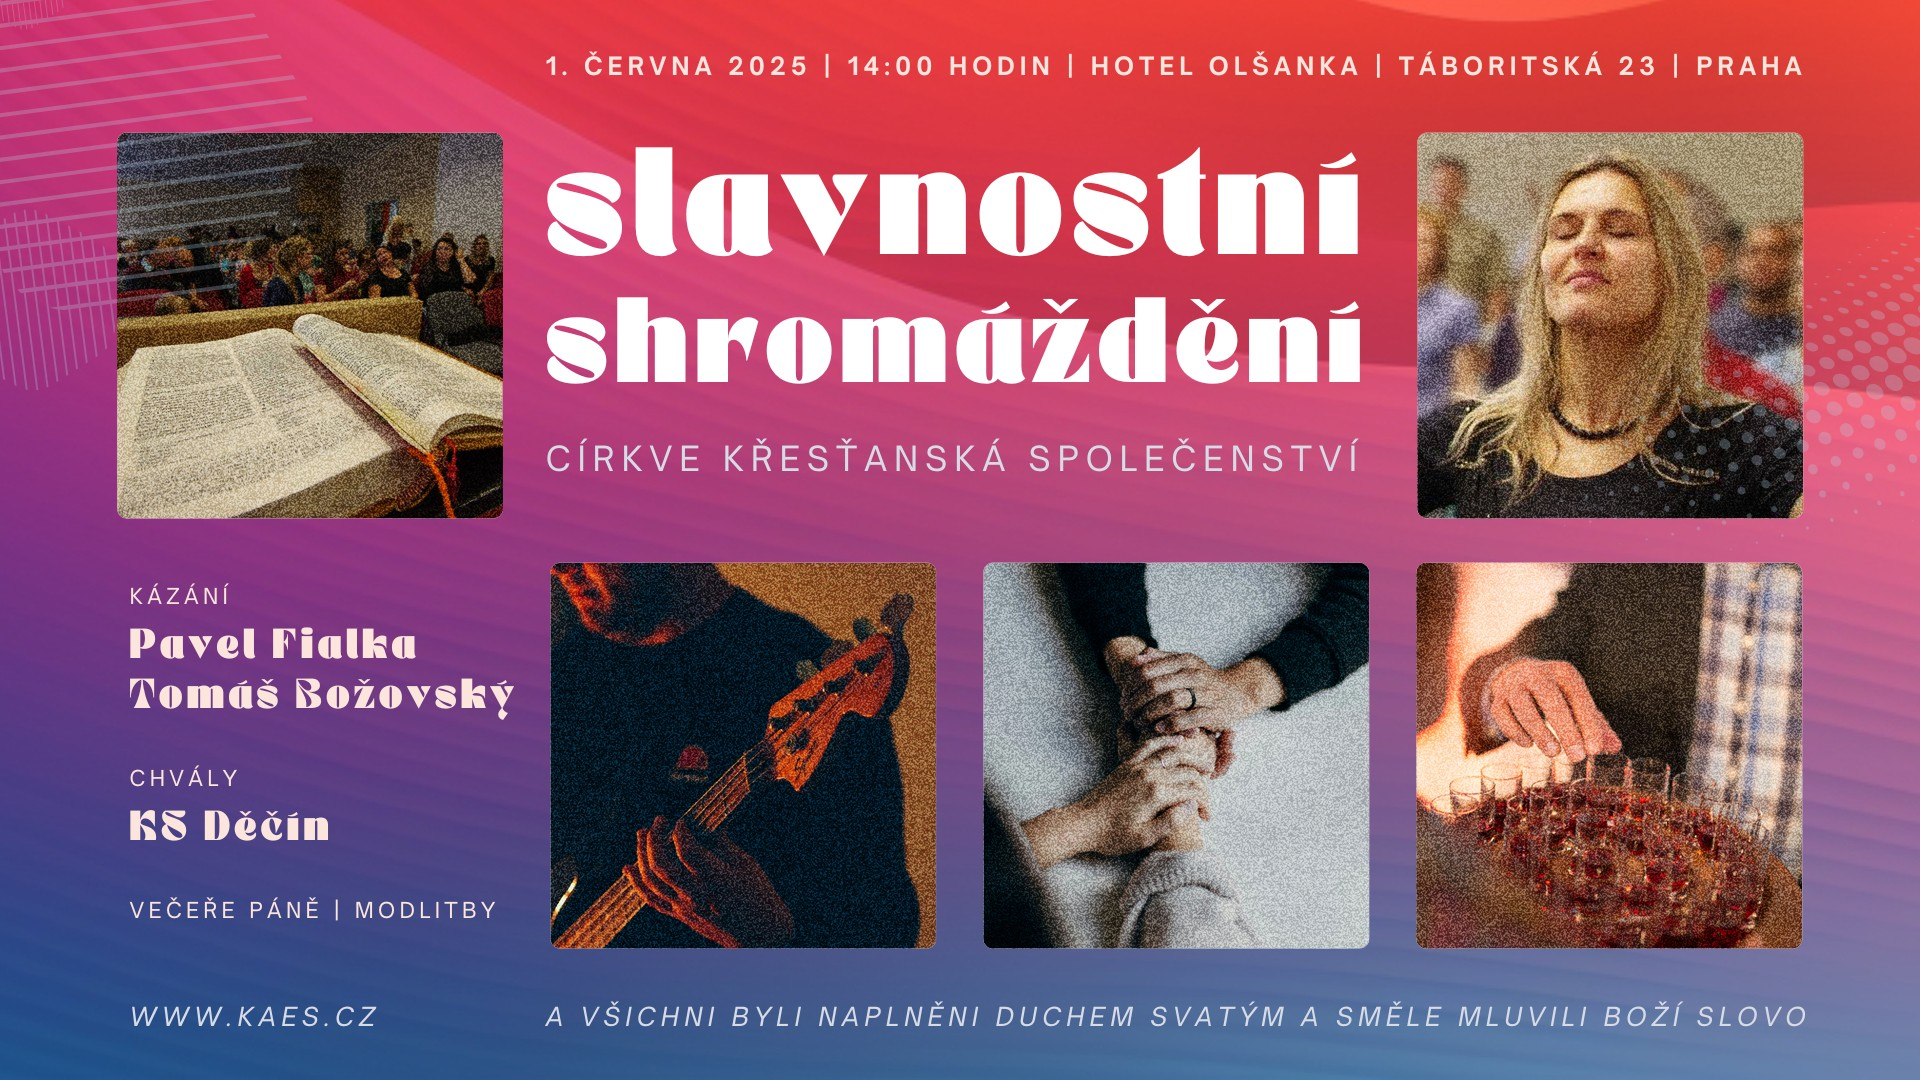 1. ČERVNA 2025 | 14:00 HODIN | HOTEL OLŠANKA | TÁBORITSKÁ 23 | PRAHA
slavnostní
shromáždění
CÍRKVE KŘESŤANSKÁ SPOLEČENSTVÍ
KÁZÁNÍ
Pavel Fialka
Tomáš Božovský
CHVÁLY
KS Děčín
VEČEŘE PÁNĚ | MODLITBY
WWW.KAES.CZ
A VŠICHNI BYLI NAPLNĚNI DUCHEM SVATÝM A SMĚLE MLUVILI BOŽÍ SLOVO